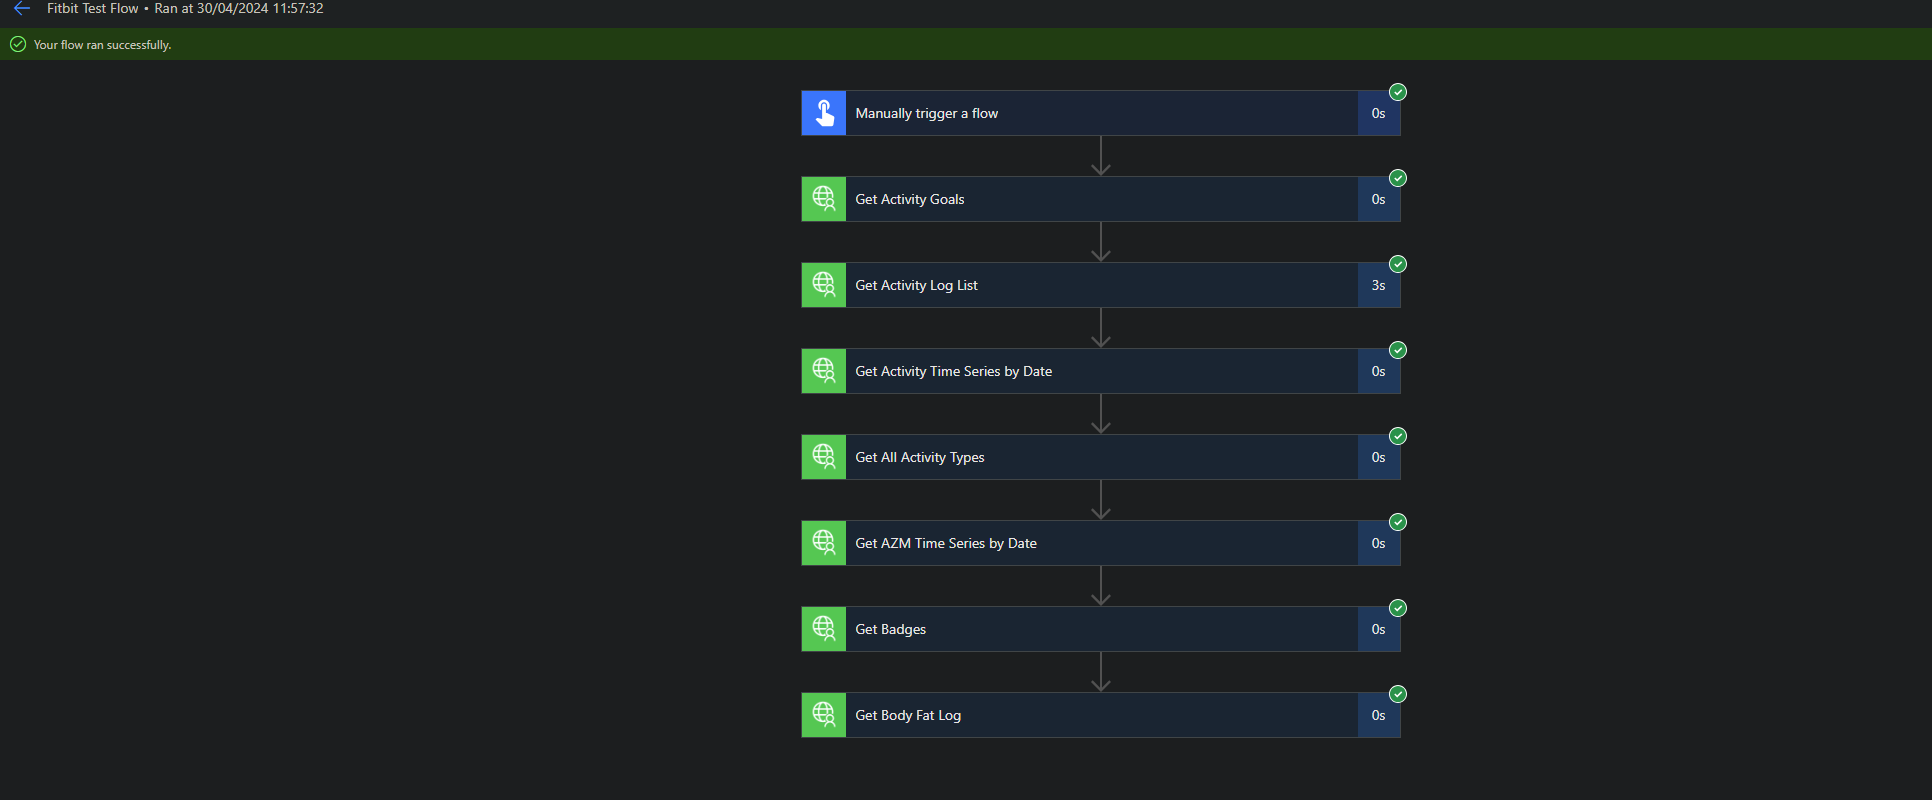 Fitbit Test Flow • Ran at 30/04/2024 11:57:32
Your flow ran successfully.
Manually trigger a flow 0s
Get Activity Goals 0s
Get Activity Log List 3s
Get Activity Time Series by Date 0s
Get All Activity Types 0s
Get AZM Time Series by Date 0s
Get Badges 0s
Get Body Fat Log 0s